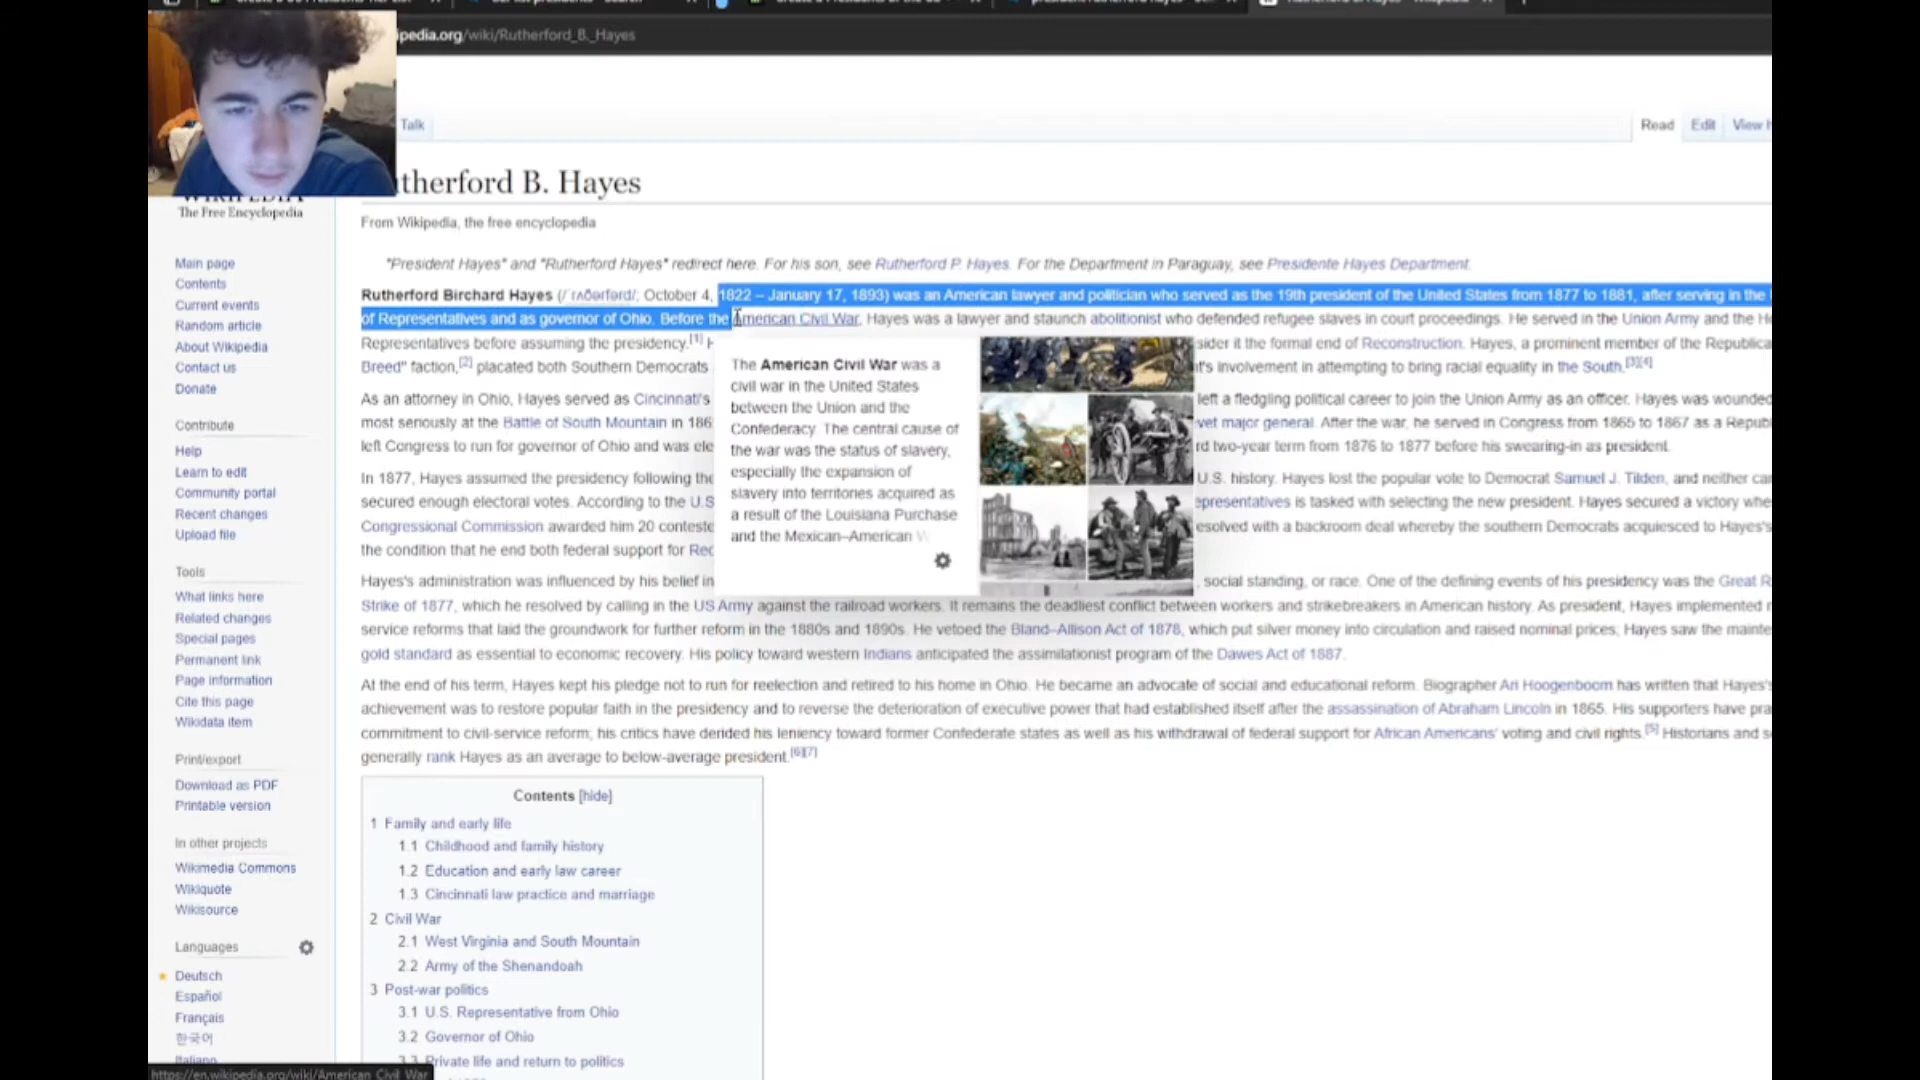 ipedia.org/wiki/Rutherford_B._Hayes
Talk
Read Edit View
therford B. Hayes
WIKIPEDIA
The Free Encyclopedia
From Wikipedia, the free encyclopedia
"President Hayes" and "Rutherford Hayes" redirect here. For his son, see Rutherford P. Hayes. For the Department in Paraguay, see Presidente Hayes Department.
Rutherford Birchard Hayes (/ˈrʌðərfərd/; October 4, 1822 – January 17, 1893) was an American lawyer and politician who served as the 19th president of the United States from 1877 to 1881, after serving in the
of Representatives and as governor of Ohio. Before the American Civil War, Hayes was a lawyer and staunch abolitionist who defended refugee slaves in court proceedings. He served in the Union Army and the
Representatives before assuming the presidency.[1] sider it the formal end of Reconstruction. Hayes, a prominent member of the Republica
Breed" faction,[2] placated both Southern Democrats t's involvement in attempting to bring racial equality in the South.[3][4]
As an attorney in Ohio, Hayes served as Cincinnati's left a fledgling political career to join the Union Army as an officer. Hayes was wounded
most seriously at the Battle of South Mountain in 186 vet major general. After the war, he served in Congress from 1865 to 1867 as a Republ
left Congress to run for governor of Ohio and was ele rd two-year term from 1876 to 1877 before his swearing-in as president.
In 1877, Hayes assumed the presidency following the U.S. history. Hayes lost the popular vote to Democrat Samuel J. Tilden, and neither
secured enough electoral votes. According to the U.S epresentatives is tasked with selecting the new president. Hayes secured a victory whe
Congressional Commission awarded him 20 conteste esolved with a backroom deal whereby the southern Democrats acquiesced to Hayes's
the condition that he end both federal support for Rec
Hayes's administration was influenced by his belief in , social standing, or race. One of the defining events of his presidency was the Great R
Strike of 1877, which he resolved by calling in the US Army against the railroad workers. It remains the deadliest conflict between workers and strikebreakers in American history. As president, Hayes implemented
service reforms that laid the groundwork for further reform in the 1880s and 1890s. He vetoed the Bland–Allison Act of 1878, which put silver money into circulation and raised nominal prices; Hayes saw the mainte
gold standard as essential to economic recovery. His policy toward western Indians anticipated the assimilationist program of the Dawes Act of 1887.
At the end of his term, Hayes kept his pledge not to run for reelection and retired to his home in Ohio. He became an advocate of social and educational reform. Biographer Ari Hoogenboom has written that Hayes's
achievement was to restore popular faith in the presidency and to reverse the deterioration of executive power that had established itself after the assassination of Abraham Lincoln in 1865. His supporters have pra
commitment to civil-service reform; his critics have derided his leniency toward former Confederate states as well as his withdrawal of federal support for African Americans' voting and civil rights.[5] Historians and
generally rank Hayes as an average to below-average president.[6][7]
The American Civil War was a
civil war in the United States
between the Union and the
Confederacy. The central cause of
the war was the status of slavery,
especially the expansion of
slavery into territories acquired as
a result of the Louisiana Purchase
and the Mexican–American W
Main page
Contents
Current events
Random article
About Wikipedia
Contact us
Donate
Contribute
Help
Learn to edit
Community portal
Recent changes
Upload file
Tools
What links here
Related changes
Special pages
Permanent link
Page information
Cite this page
Wikidata item
Print/export
Download as PDF
Printable version
In other projects
Wikimedia Commons
Wikiquote
Wikisource
Languages
Deutsch
Español
Français
한국어
Italiano
Contents [hide]
1 Family and early life
1.1 Childhood and family history
1.2 Education and early law career
1.3 Cincinnati law practice and marriage
2 Civil War
2.1 West Virginia and South Mountain
2.2 Army of the Shenandoah
3 Post-war politics
3.1 U.S. Representative from Ohio
3.2 Governor of Ohio
3.3 Private life and return to politics
https://en.wikipedia.org/wiki/American_Civil_War